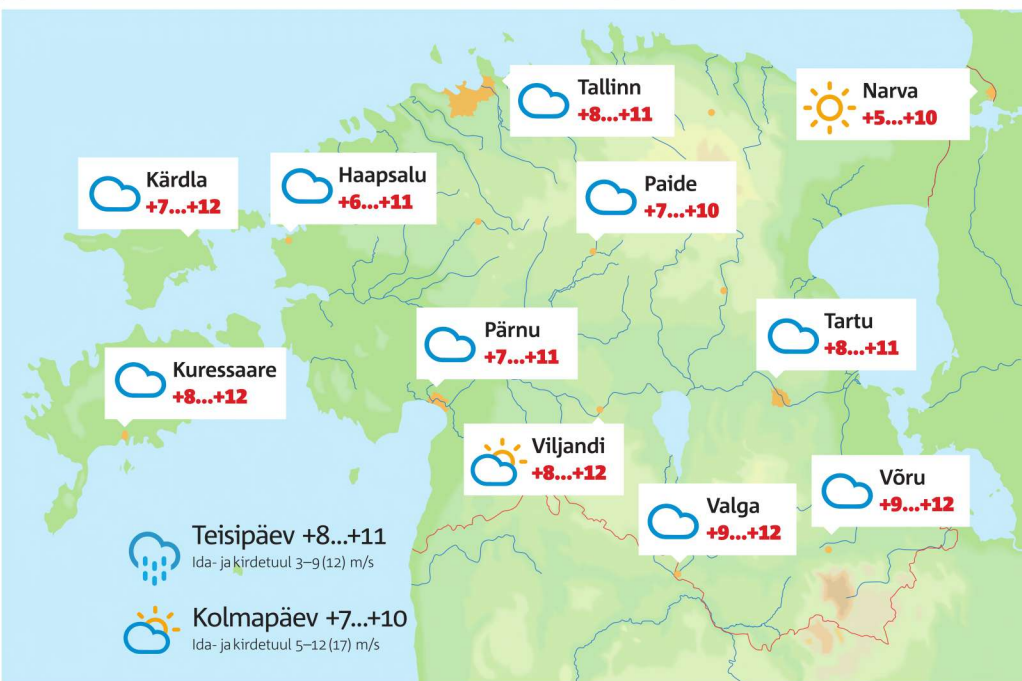 Tallinn
+8...+11
Narva
+5...+10
Kärdla
+7...+12
Haapsalu
+6...+11
Paide
+7...+10
Pärnu
+7...+11
Tartu
+8...+11
Kuressaare
+8...+12
Viljandi
+8...+12
Valga
+9...+12
Võru
+9...+12
Teisipäev +8...+11
Ida- ja kirdetuul 3–9 (12) m/s
Kolmapäev +7...+10
Ida- ja kirdetuul 5–12 (17) m/s